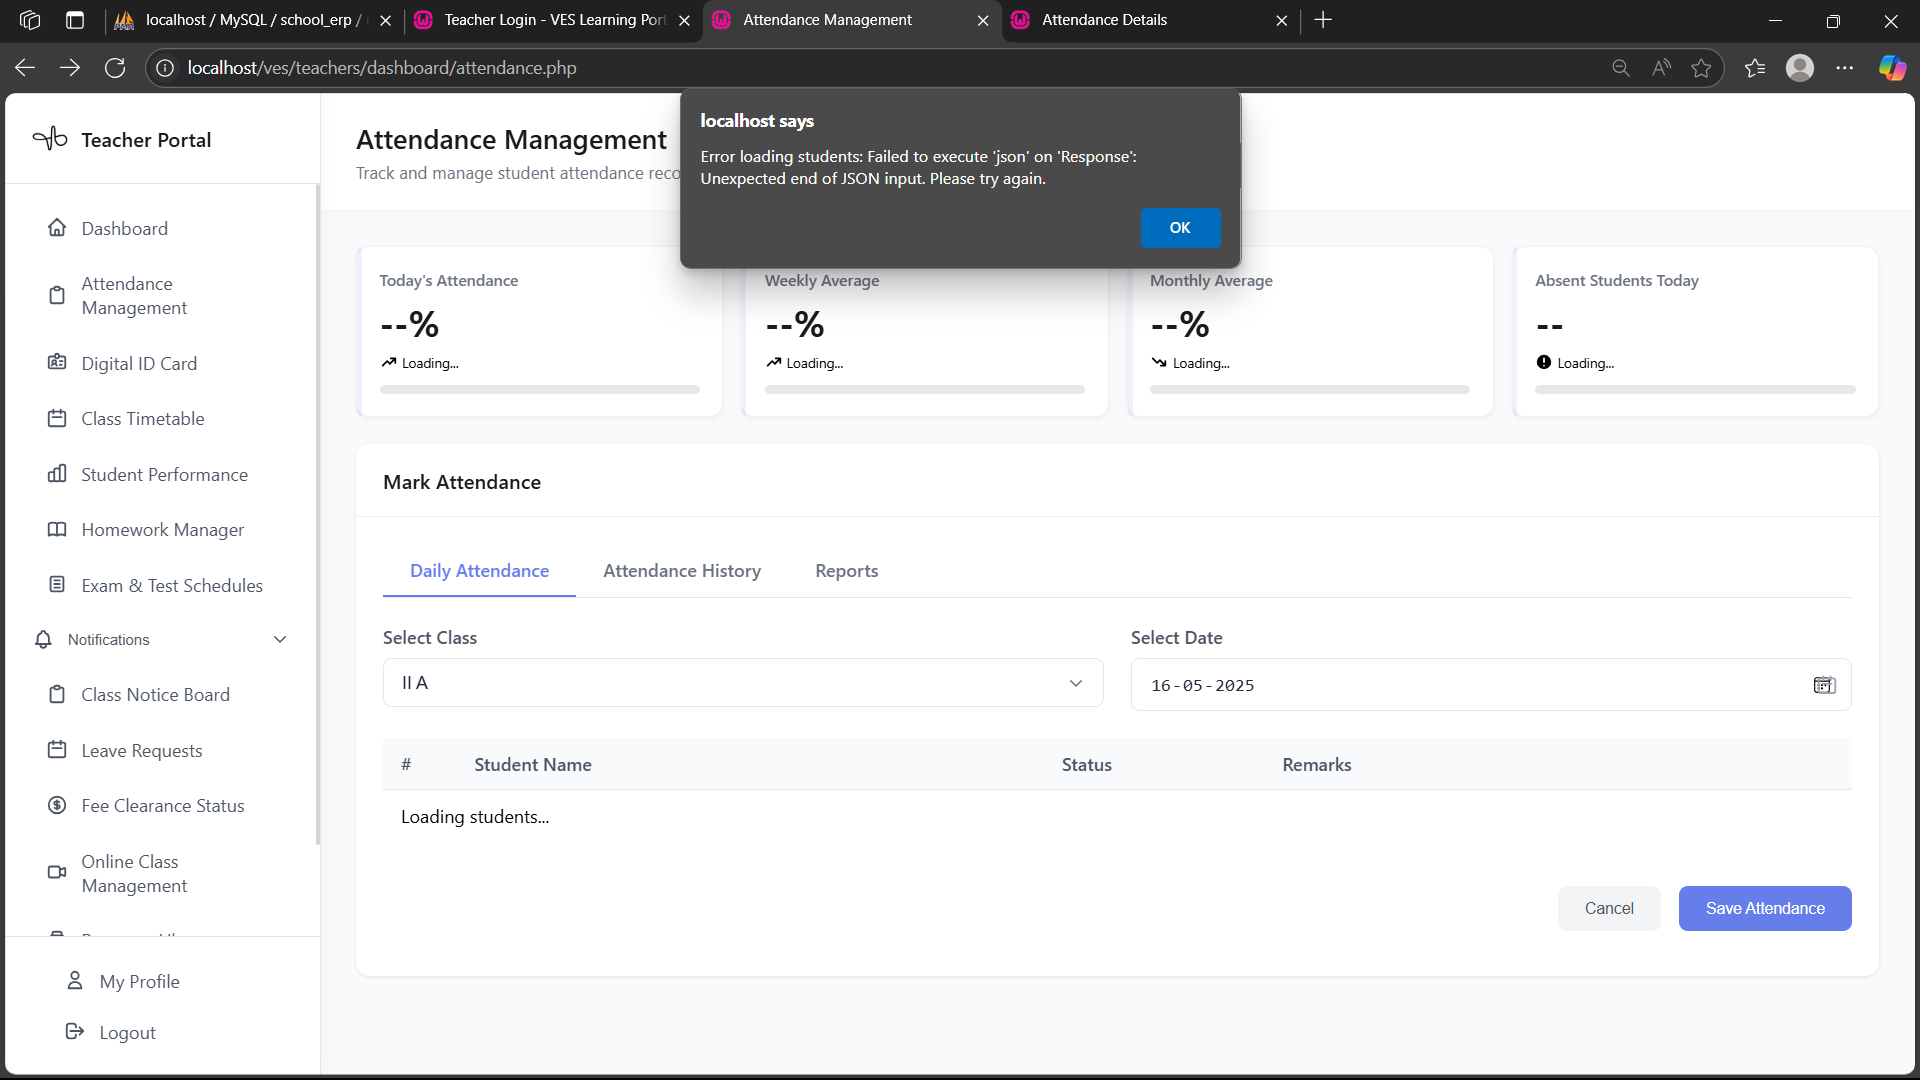 localhost / MySQL / school_erp /
Teacher Login - VES Learning Port
Attendance Management
Attendance Details
localhost/ves/teachers/dashboard/attendance.php
localhost says
Error loading students: Failed to execute 'json' on 'Response':
Unexpected end of JSON input. Please try again.
OK
Teacher Portal
Dashboard
Attendance
Management
Digital ID Card
Class Timetable
Student Performance
Homework Manager
Exam & Test Schedules
Notifications
Class Notice Board
Leave Requests
Fee Clearance Status
Online Class
Management
My Profile
Logout
Attendance Management
Track and manage student attendance reco
Today's Attendance
--%
Loading...
Weekly Average
--%
Loading...
Monthly Average
--%
Loading...
Absent Students Today
--
Loading...
Mark Attendance
Daily Attendance
Attendance History
Reports
Select Class
II A
Select Date
16-05-2025
# Student Name Status Remarks
Loading students...
Cancel
Save Attendance